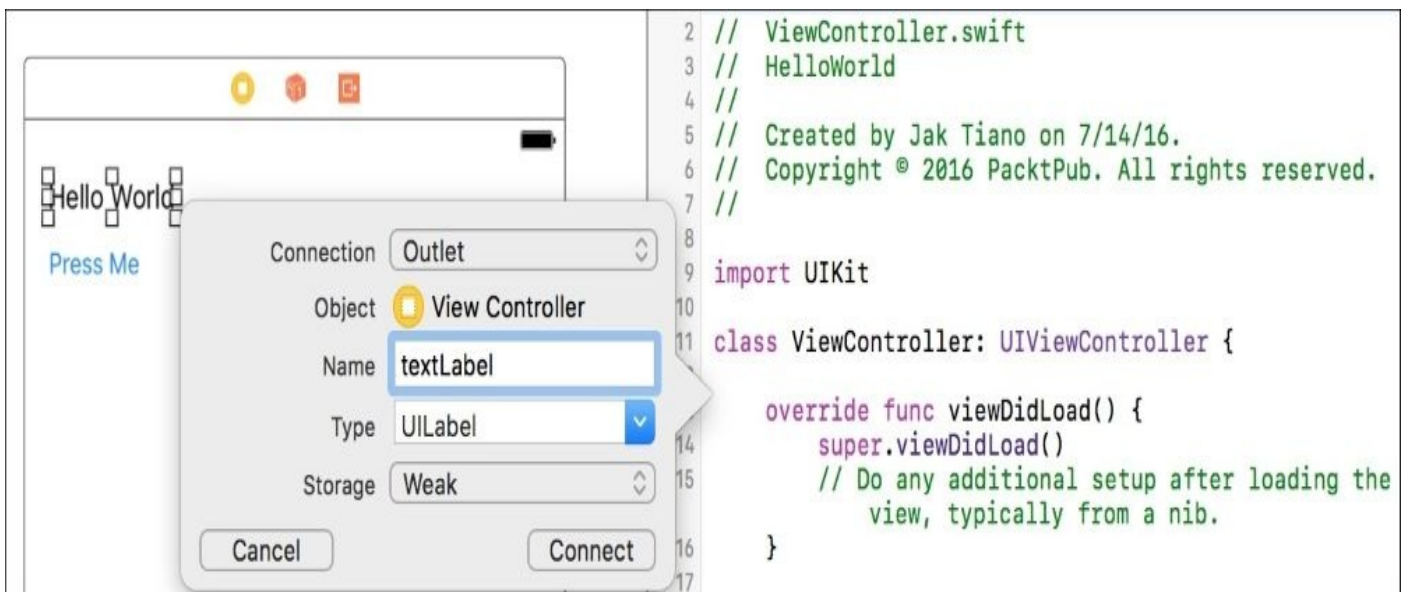 Hello World
Press Me
Connection Outlet
Object View Controller
Name textLabel
Type UILabel
Storage Weak
Cancel Connect
2 // ViewController.swift
3 // HelloWorld
4 //
5 // Created by Jak Tiano on 7/14/16.
6 // Copyright © 2016 PacktPub. All rights reserved.
7 //
8
9 import UIKit
10
11 class ViewController: UIViewController {
override func viewDidLoad() {
14 super.viewDidLoad()
15 // Do any additional setup after loading the
view, typically from a nib.
16 }
17